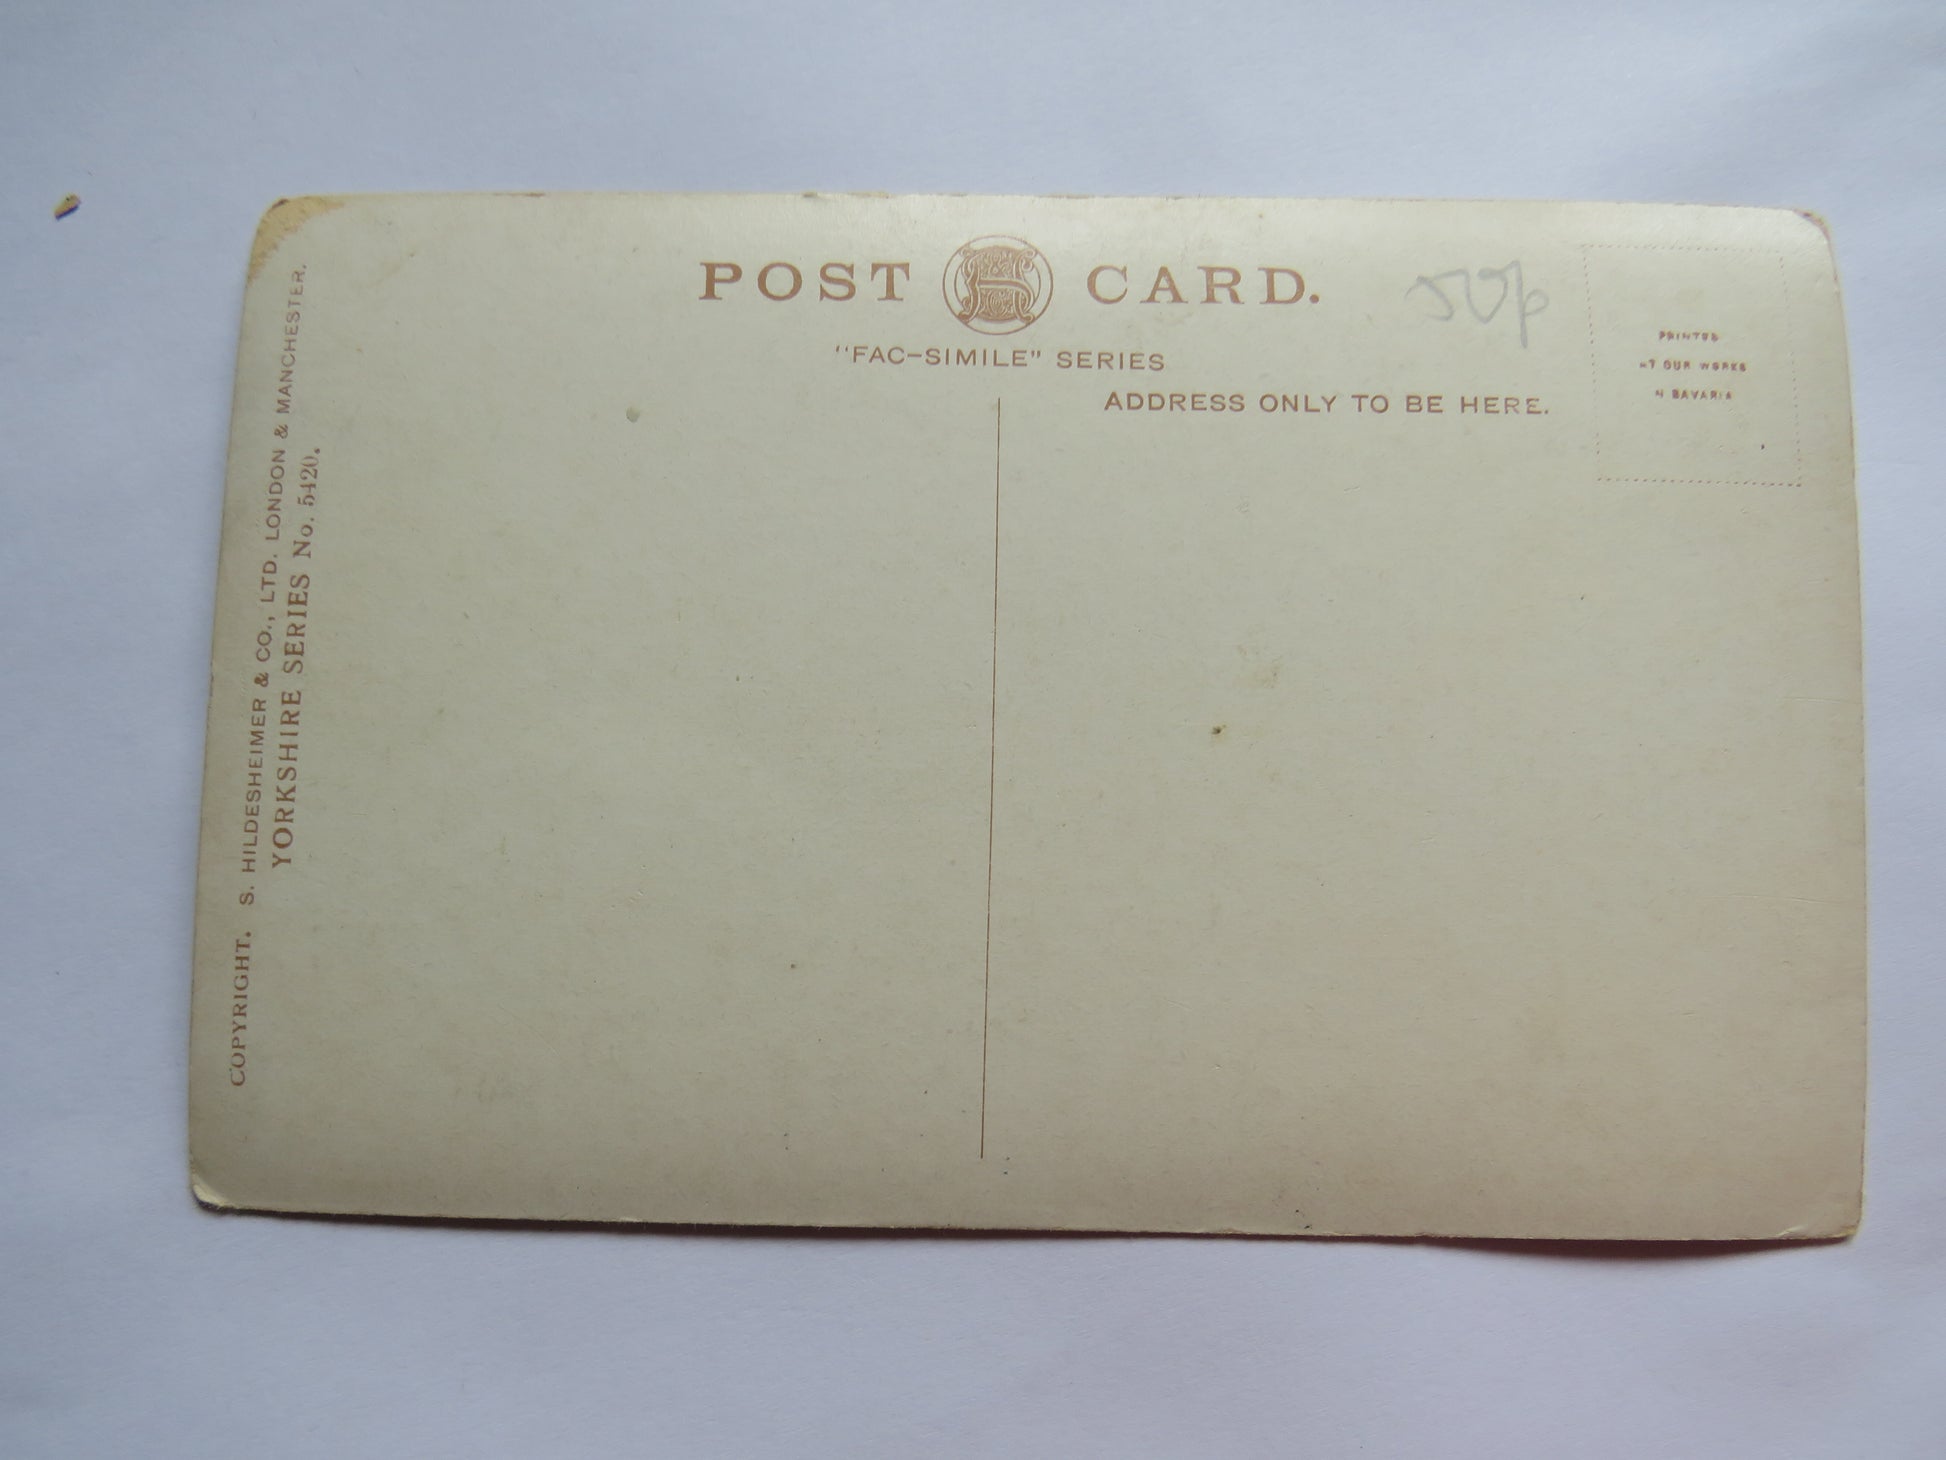 POST CARD.
50p
"FAC-SIMILE" SERIES
ADDRESS ONLY TO BE HERE.
PRINTED
AT OUR WORKS
N BAVARIA
COPYRIGHT. S. HILDESHEIMER & CO., LTD. LONDON & MANCHESTER.
YORKSHIRE SERIES No. 5420.